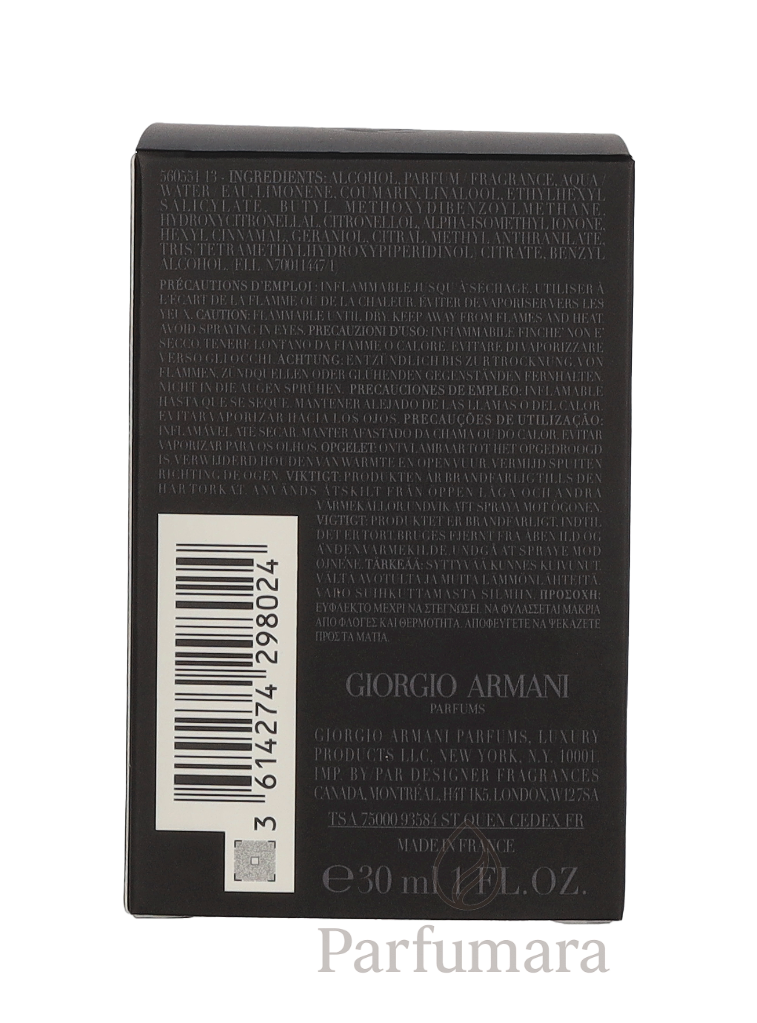 560551 13 - INGREDIENTS: ALCOHOL, PARFUM / FRAGRANCE, AQUA /
WATER / EAU, LIMONENE, COUMARIN, LINALOOL, ETHYLHEXYL
SALICYLATE, BUTYL METHOXYDIBENZOYLMETHANE,
HYDROXYCITRONELLAL, CITRONELLOL, ALPHA-ISOMETHYL IONONE,
HEXYL CINNAMAL, GERANIOL, CITRAL, METHYL ANTHRANILATE,
TRIS(TETRAMETHYLHYDROXYPIPERIDINOL) CITRATE, BENZYL
ALCOHOL, (F.I.L. N70011447/1)
PRÉCAUTIONS D'EMPLOI : INFLAMMABLE JUSQU'À SÉCHAGE, UTILISER À
L'ÉCART DE LA FLAMME OU DE LA CHALEUR. ÉVITER DE VAPORISER VERS LES
YEUX. CAUTION: FLAMMABLE UNTIL DRY. KEEP AWAY FROM FLAMES AND HEAT.
AVOID SPRAYING IN EYES. PRECAUZIONI D'USO: INFIAMMABILE FINCHE' NON E'
SECCO. TENERE LONTANO DA FIAMME O CALORE. EVITARE DI VAPORIZZARE
VERSO GLI OCCHI. ACHTUNG: ENTZÜNDLICH BIS ZUR TROCKNUNG. VON
FLAMMEN, ZÜNDQUELLEN ODER GLÜHENDEN GEGENSTÄNDEN FERNHALTEN.
NICHT IN DIE AUGEN SPRÜHEN. PRECAUCIONES DE EMPLEO: INFLAMABLE
HASTA QUE SE SEQUE. MANTENER ALEJADO DE LAS LLAMAS O DEL CALOR.
EVITAR VAPORIZAR HACIA LOS OJOS. PRECAUÇÕES DE UTILIZAÇÃO:
INFLAMÁVEL ATÉ SECAR. MANTER AFASTADO DA CHAMA OU DO CALOR. EVITAR
VAPORIZAR PARA OS OLHOS. OPGELET: ONTVLAMBAAR TOT HET OPGEDROOGD
IS. VERWIJDERD HOUDEN VAN WARMTE EN OPEN VUUR. VERMIJD SPUITEN
RICHTING DE OGEN. VIKTIGT: PRODUKTEN ÄR BRANDFARLIG TILLS DEN
HAR TORKAT. ANVÄNDS ÅTSKILT FRÅN ÖPPEN LÅGA OCH ANDRA
VÄRMEKÄLLOR. UNDVIK ATT SPRAYA MOT ÖGONEN.
VIGTIGT: PRODUKTET ER BRANDFARLIGT, INDTIL
DET ER TØRT. BRUGES FJERNT FRA ÅBEN ILD OG
ANDEN VARMEKILDE. UNDGÅ AT SPRAYE MOD
ØJNENE. TÄRKEÄÄ: SYTTYVÄÄ KUNNES KUIVUNUT.
VÄLTÄ AVOTULTA JA MUITA LÄMMÖNLÄHTEITÄ.
VARO SUIHKUTTAMASTA SILMIIN. ΠΡΟΣΟΧΗ:
ΕΥΦΛΕΚΤΟ ΜΕΧΡΙ ΝΑ ΣΤΕΓΝΩΣΕΙ. ΝΑ ΦΥΛΑΣΣΕΤΑΙ ΜΑΚΡΙΑ
ΑΠΟ ΦΛΟΓΕΣ ΚΑΙ ΘΕΡΜΟΤΗΤΑ. ΑΠΟΦΕΥΓΕΤΕ ΝΑ ΨΕΚΑΖΕΤΕ
ΠΡΟΣ ΤΑ ΜΑΤΙΑ.
3 614274 298024
GIORGIO ARMANI
PARFUMS
GIORGIO ARMANI PARFUMS, LUXURY
PRODUCTS LLC, NEW YORK, N.Y. 10001.
IMP. BY/PAR DESIGNER FRAGRANCES
CANADA, MONTRÉAL, H4T 1K5. LONDON, W12 7SA
TSA 75000 93584 ST OUEN CEDEX FR
MADE IN FRANCE
℮30 ml 1 FL.OZ.
Parfumara